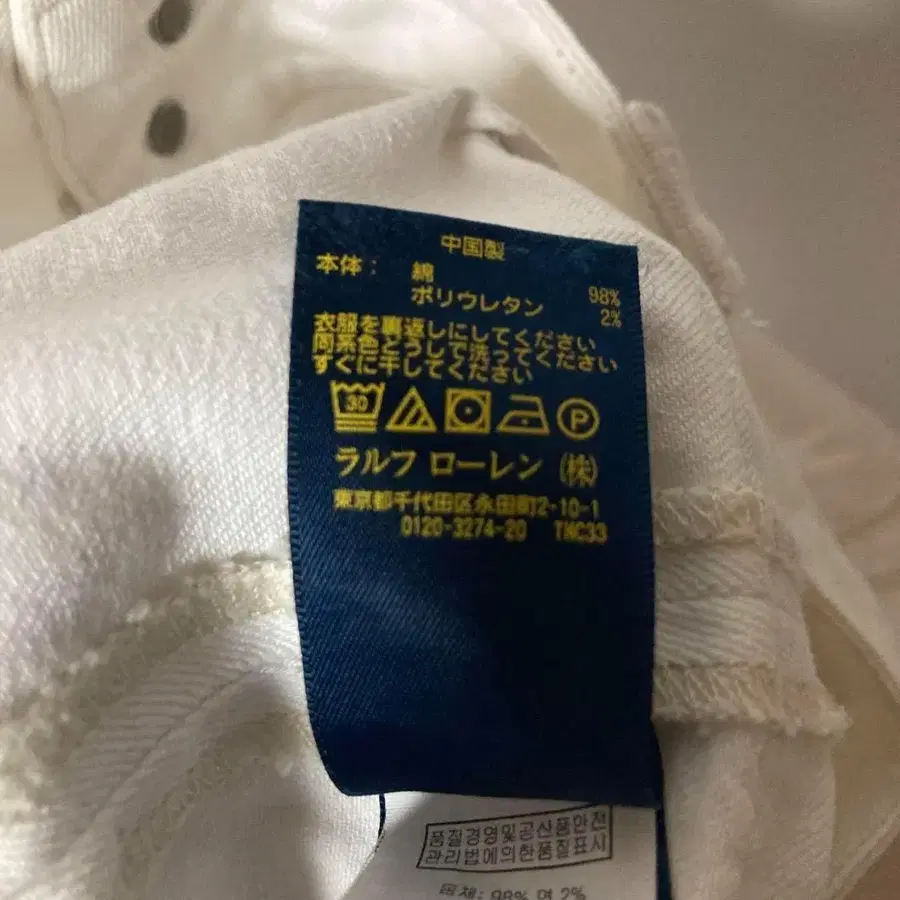 中国製
本体： 綿 98%
ポリウレタン 2%
衣服を裏返しにしてください
同系色どうしで洗ってください
すぐに干してください
30 P
ラルフ ローレン (株)
東京都千代田区永田町2-10-1
0120-3274-20 TMC33
품질경영및공산품안전
관리법에의한품질표시
98% 면 2%